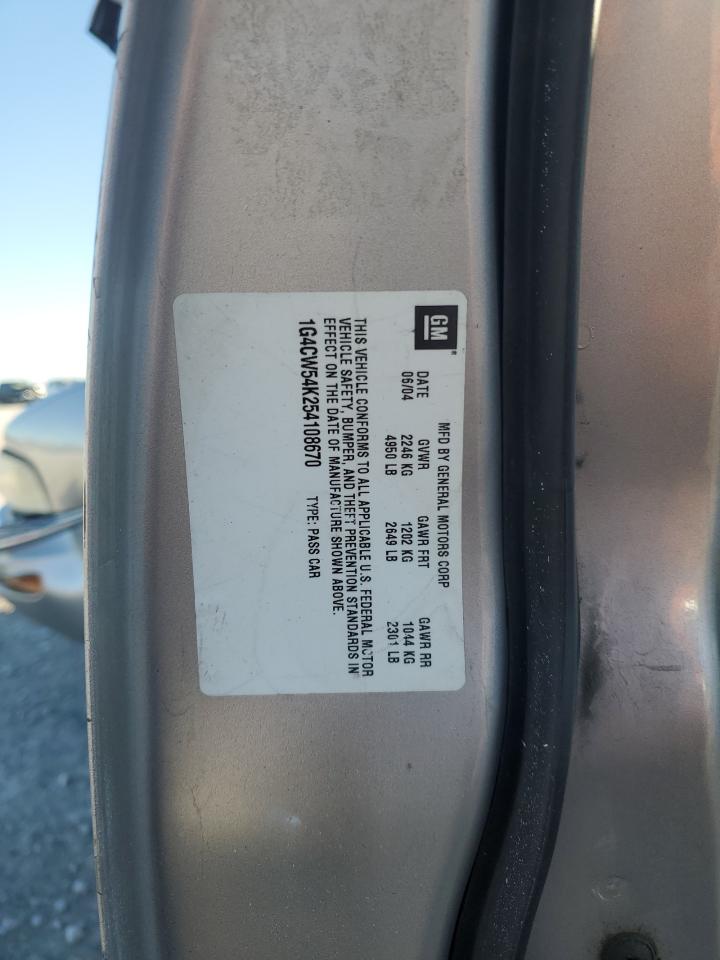 GM
MFD BY GENERAL MOTORS CORP
DATE GVWR GAWR FRT GAWR RR
06/04 2246 KG 1202 KG 1044 KG
4950 LB 2649 LB 2301 LB
THIS VEHICLE CONFORMS TO ALL APPLICABLE U.S. FEDERAL MOTOR
VEHICLE SAFETY, BUMPER, AND THEFT PREVENTION STANDARDS IN
EFFECT ON THE DATE OF MANUFACTURE SHOWN ABOVE.
1G4CW54K254108670 TYPE: PASS CAR